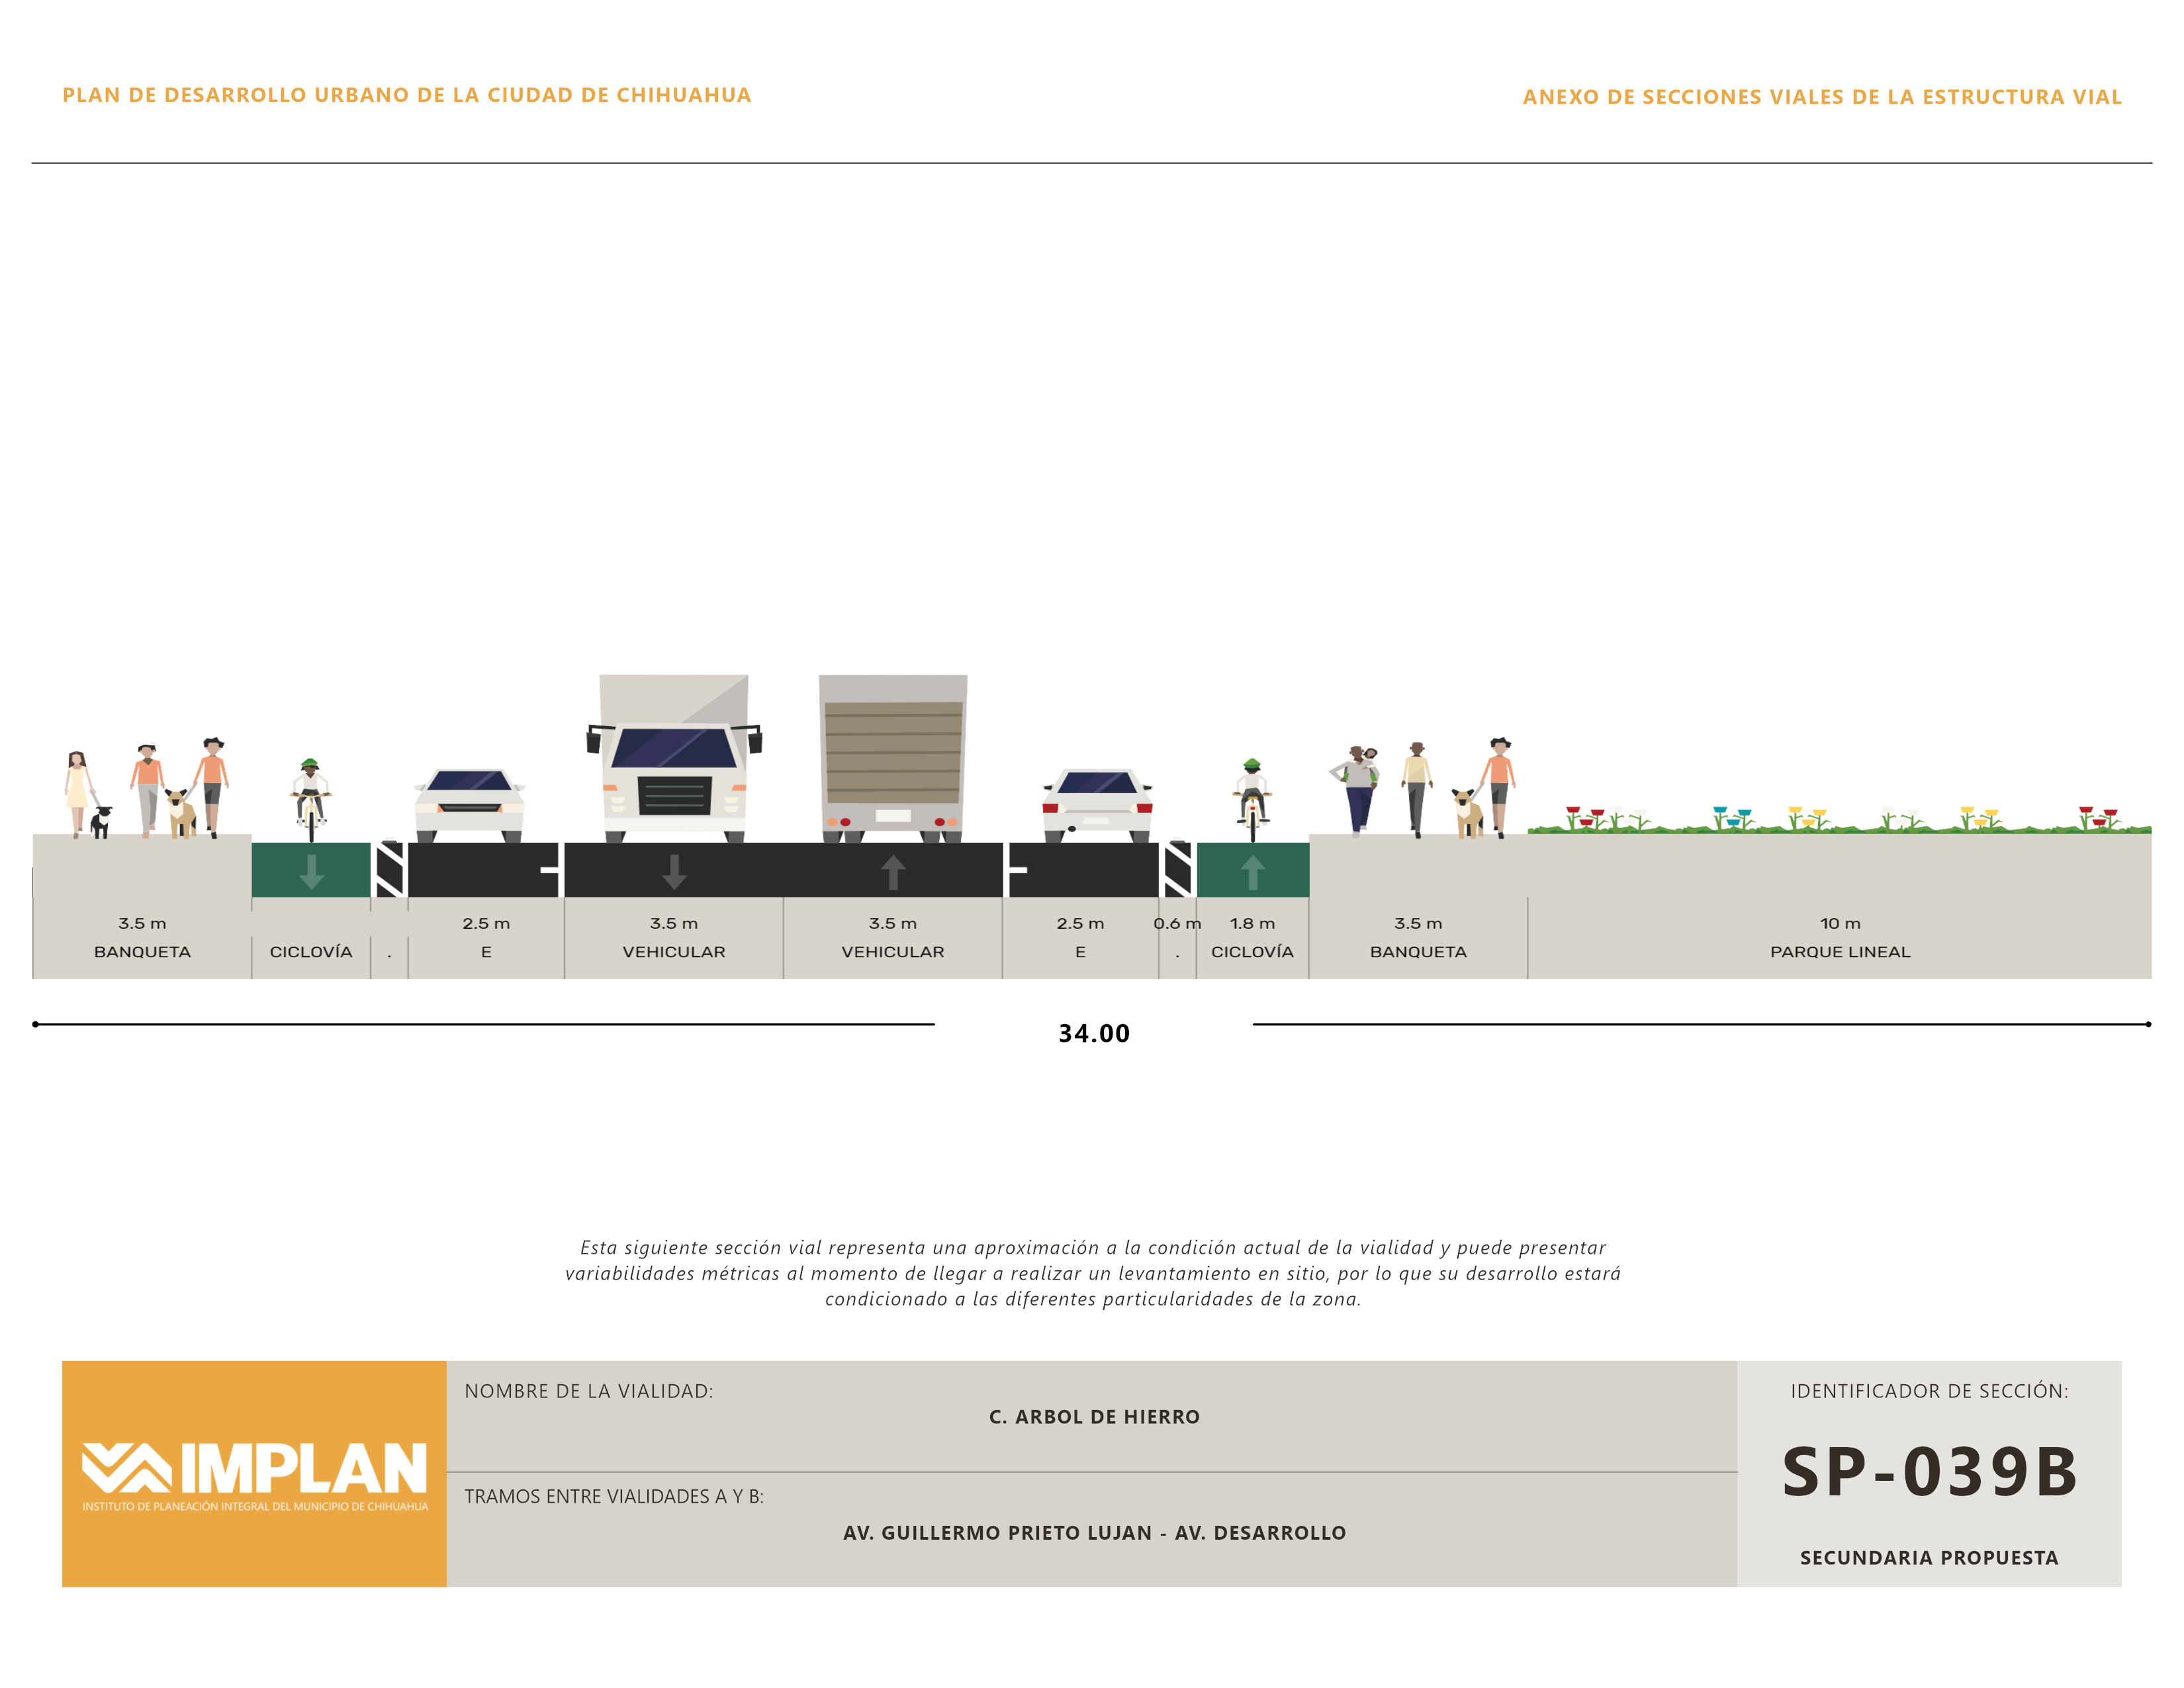 PLAN DE DESARROLLO URBANO DE LA CIUDAD DE CHIHUAHUA
ANEXO DE SECCIONES VIALES DE LA ESTRUCTURA VIAL
3.5 m 2.5 m 3.5 m 3.5 m 2.5 m 0.6 m 1.8 m 3.5 m 10 m
BANQUETA CICLOVÍA . E VEHICULAR VEHICULAR E . CICLOVÍA BANQUETA PARQUE LINEAL
34.00
Esta siguiente sección vial representa una aproximación a la condición actual de la vialidad y puede presentar
variabilidades métricas al momento de llegar a realizar un levantamiento en sitio, por lo que su desarrollo estará
condicionado a las diferentes particularidades de la zona.
IMPLAN
INSTITUTO DE PLANEACIÓN INTEGRAL DEL MUNICIPIO DE CHIHUAHUA
NOMBRE DE LA VIALIDAD:
C. ARBOL DE HIERRO
TRAMOS ENTRE VIALIDADES A Y B:
AV. GUILLERMO PRIETO LUJAN - AV. DESARROLLO
IDENTIFICADOR DE SECCIÓN:
SP-039B
SECUNDARIA PROPUESTA